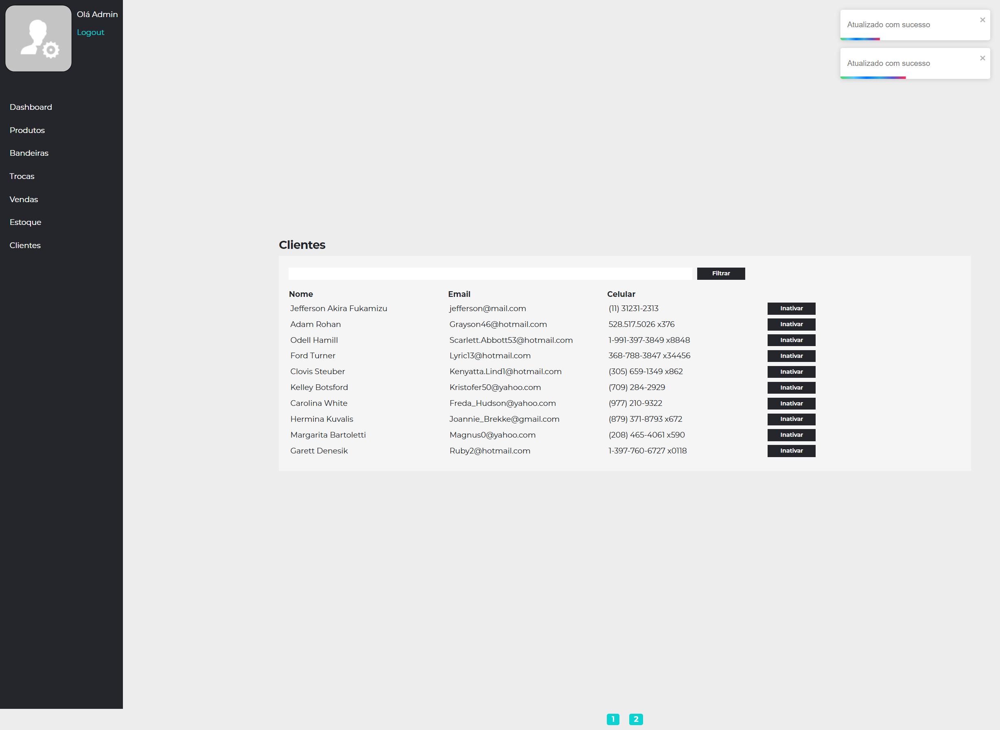 Olá Admin
Logout
Dashboard
Produtos
Bandeiras
Trocas
Vendas
Estoque
Clientes
Atualizado com sucesso
Atualizado com sucesso
Clientes
Filtrar
Nome Email Celular
Jefferson Akira Fukamizu jefferson@mail.com (11) 31231-2313 Inativar
Adam Rohan Grayson46@hotmail.com 528.517.5026 x376 Inativar
Odell Hamill Scarlett.Abbott53@hotmail.com 1-991-397-3849 x8848 Inativar
Ford Turner Lyric13@hotmail.com 368-788-3847 x34456 Inativar
Clovis Steuber Kenyatta.Lind1@hotmail.com (305) 659-1349 x862 Inativar
Kelley Botsford Kristofer50@yahoo.com (709) 284-2929 Inativar
Carolina White Freda_Hudson@yahoo.com (977) 210-9322 Inativar
Hermina Kuvalis Joannie_Brekke@gmail.com (879) 371-8793 x672 Inativar
Margarita Bartoletti Magnus0@yahoo.com (208) 465-4061 x590 Inativar
Garett Denesik Ruby2@hotmail.com 1-397-760-6727 x0118 Inativar
1 2